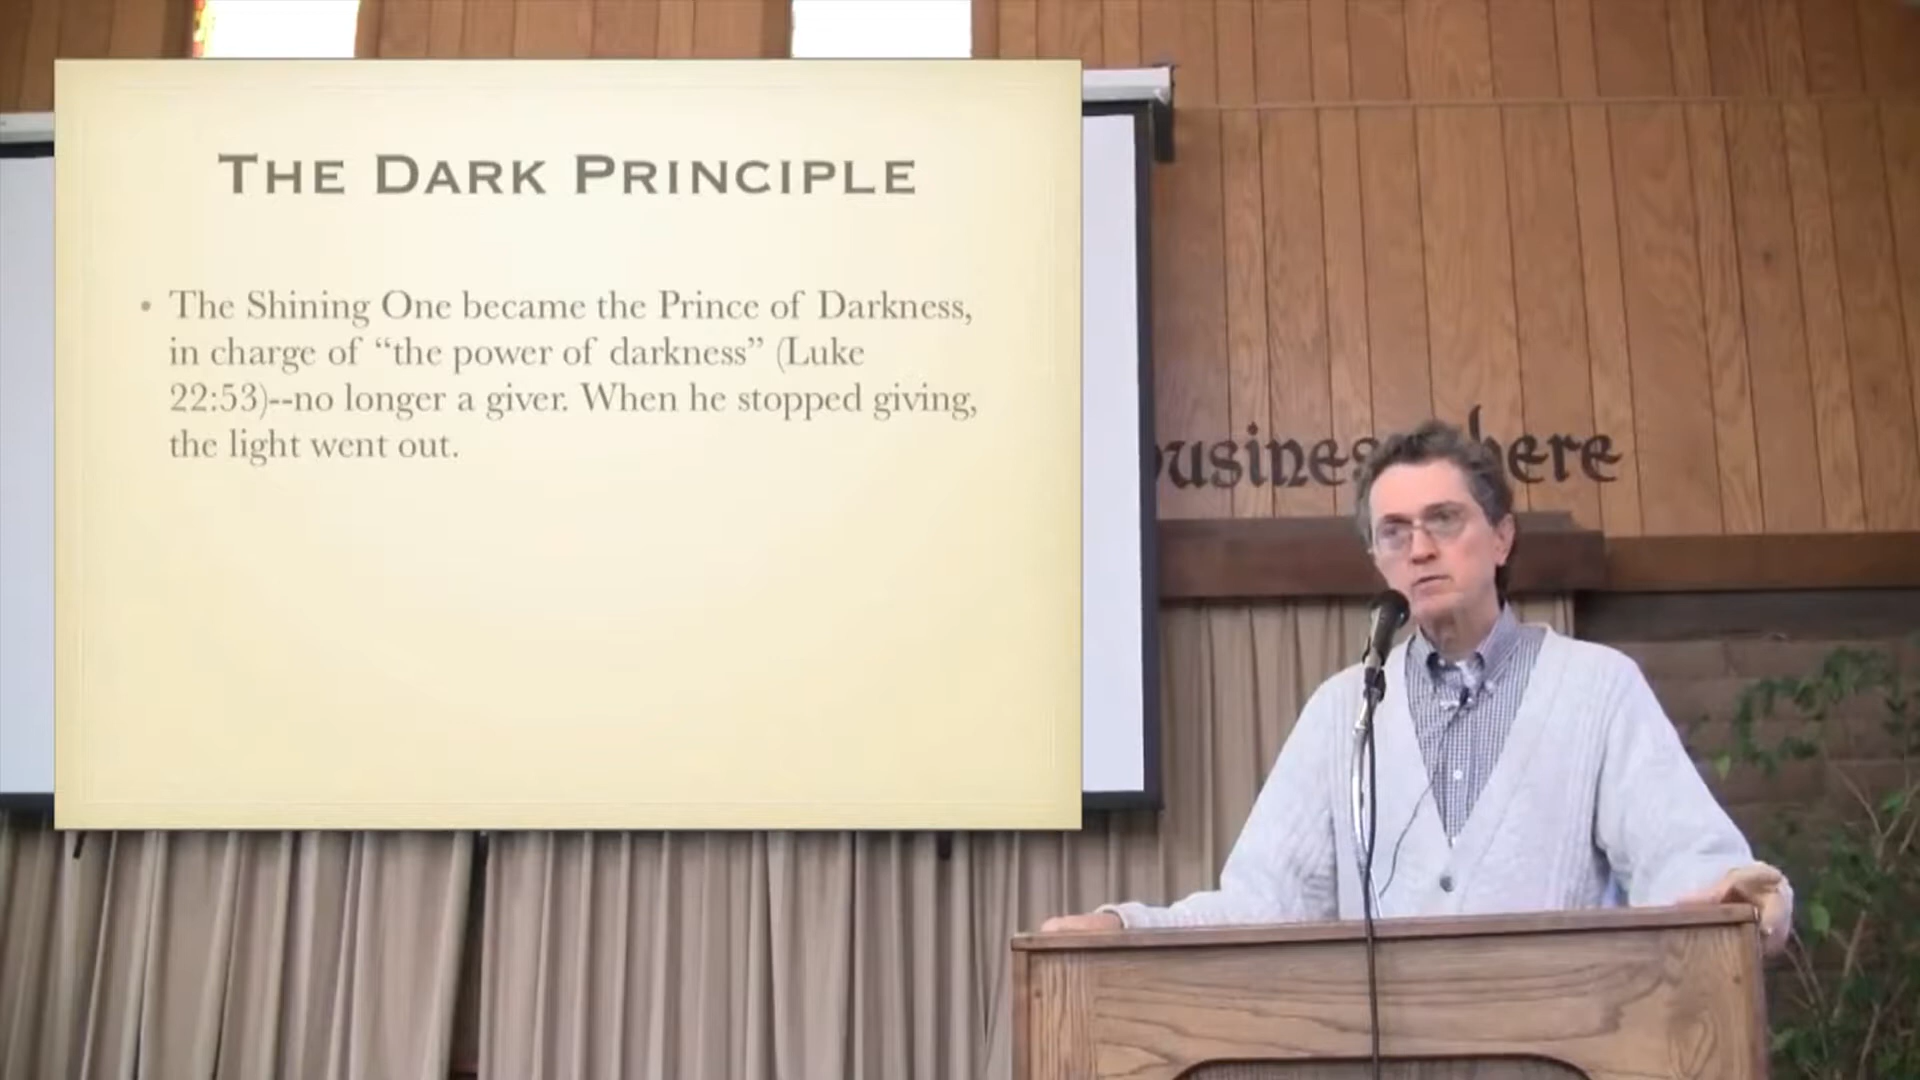 THE DARK PRINCIPLE
• The Shining One became the Prince of Darkness,
in charge of “the power of darkness” (Luke
22:53)--no longer a giver. When he stopped giving,
the light went out.
here